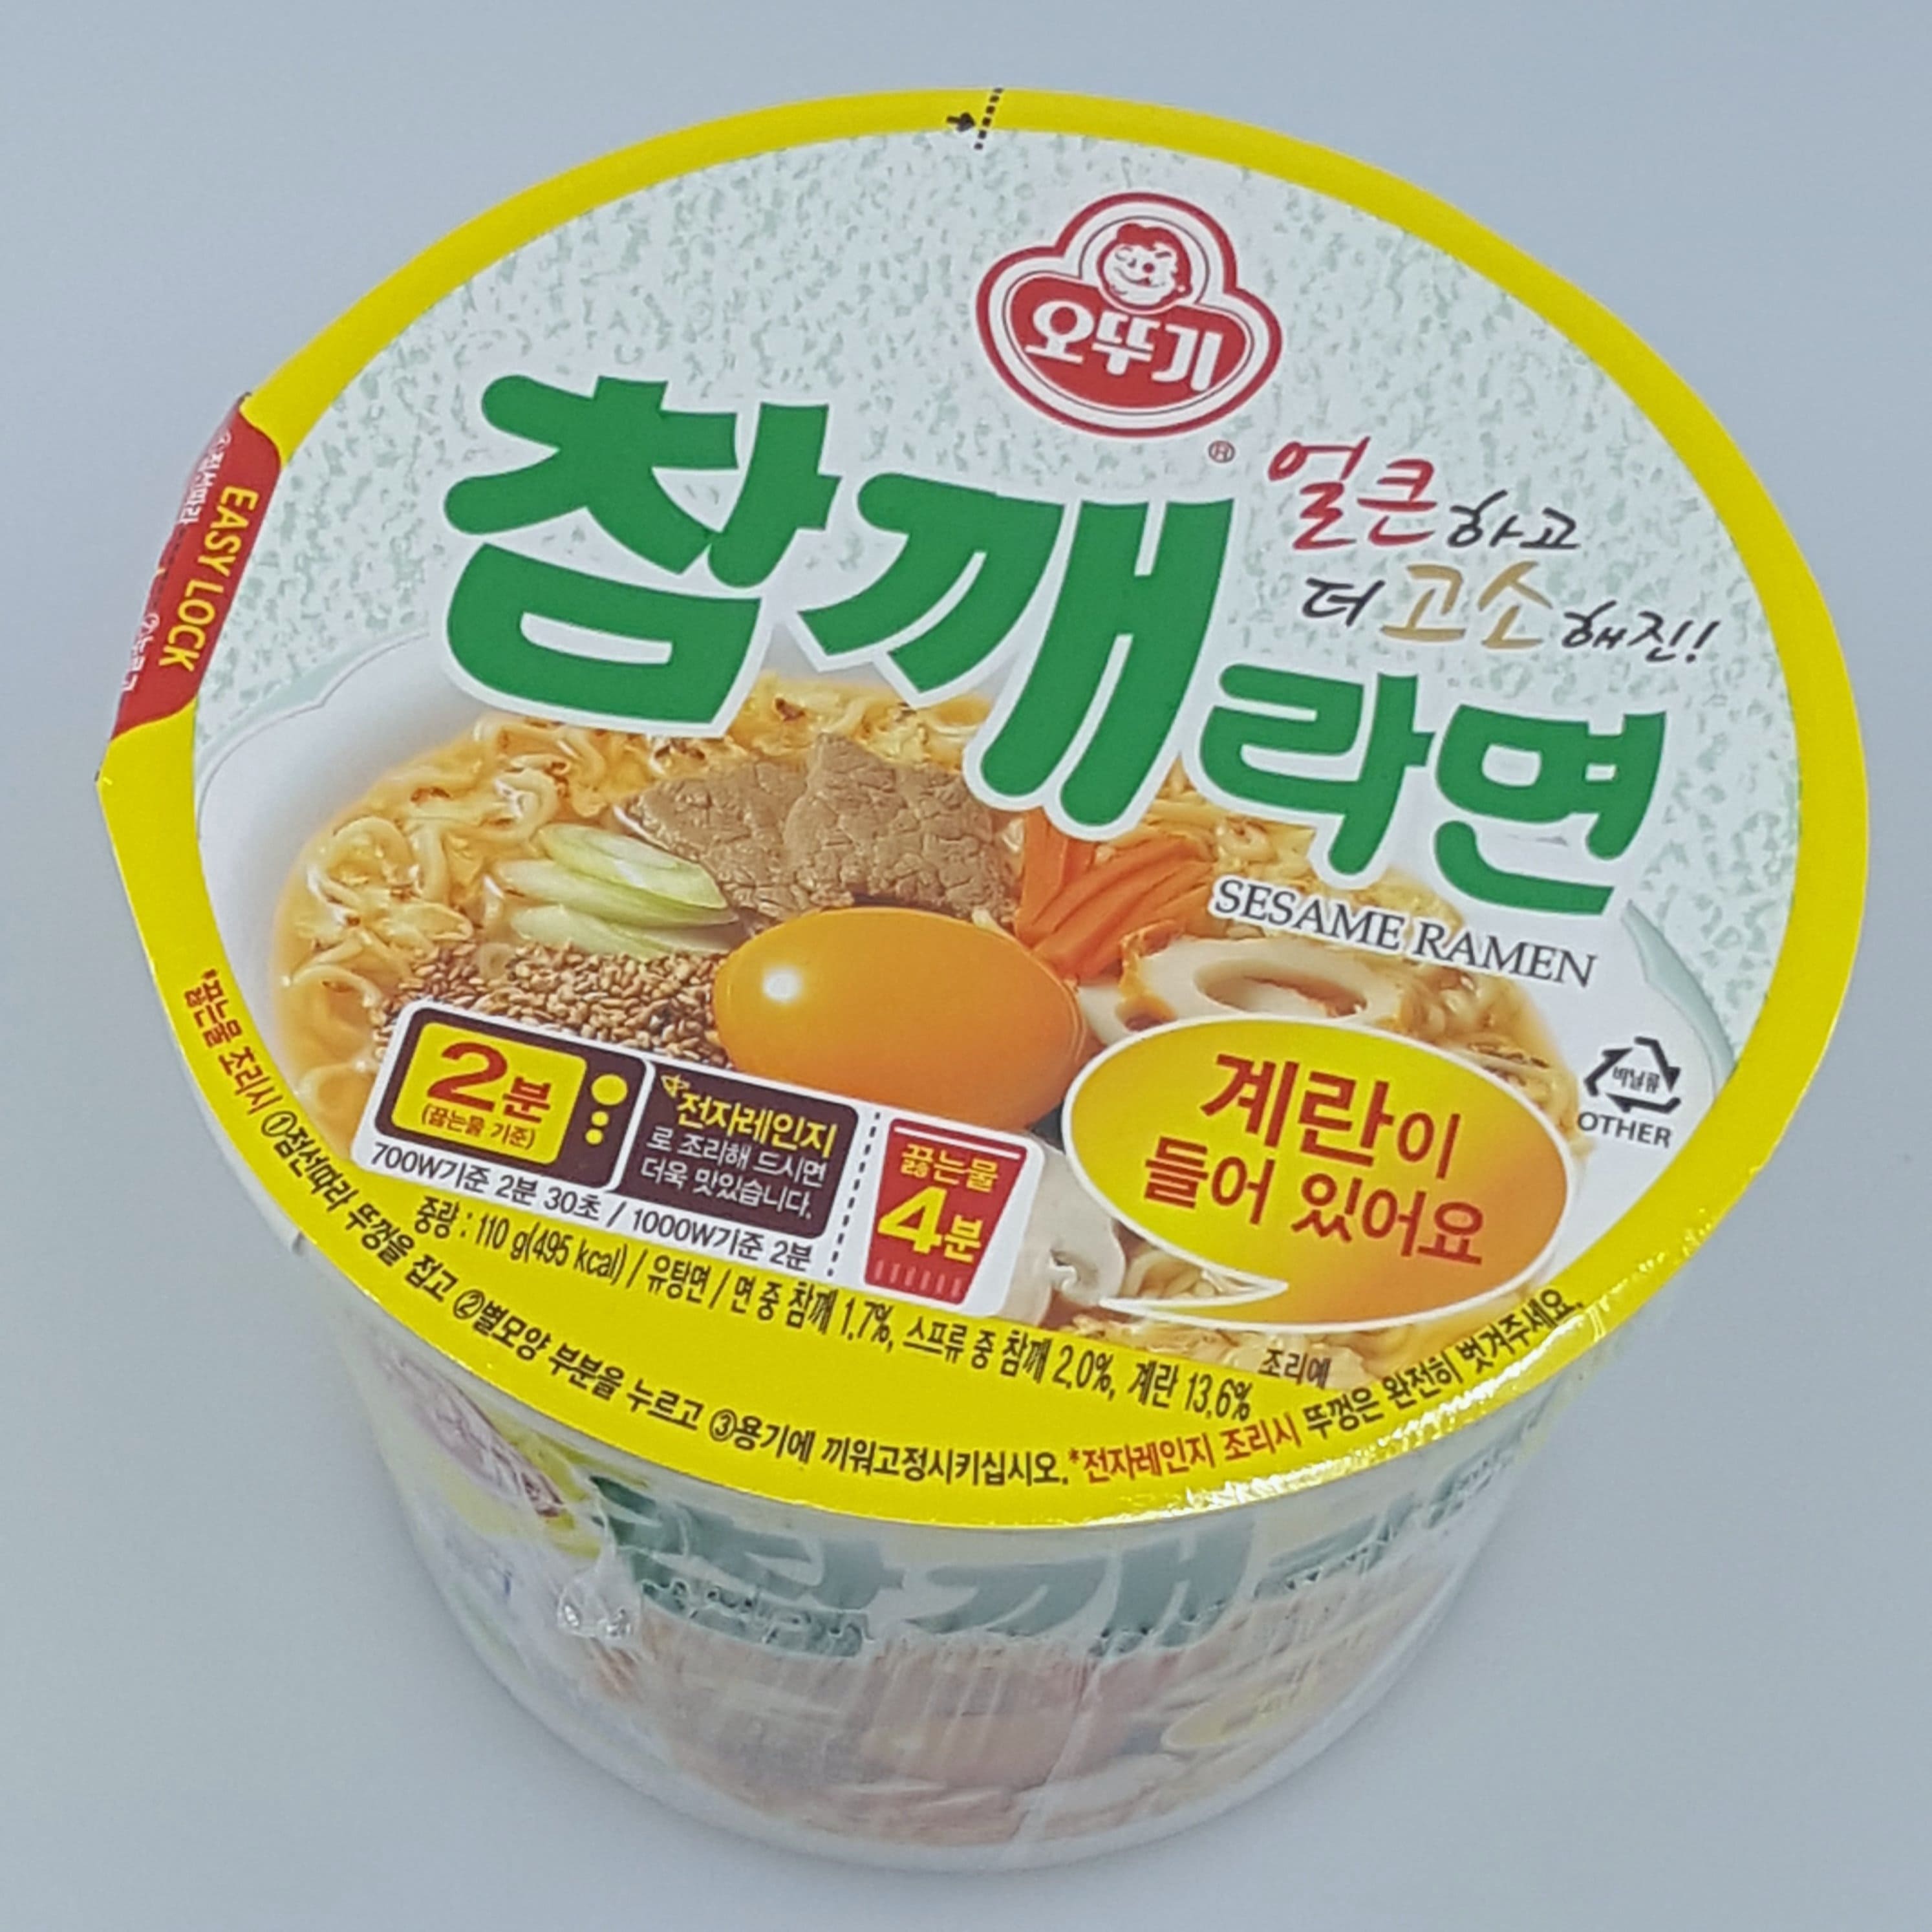 오뚜기
®
얼큰하고
더 고소해진!
참깨라면
SESAME RAMEN
EASY LOCK
2분
(끓는물 기준)
전자레인지
로 조리해 드시면
더욱 맛있습니다.
700W기준 2분 30초 / 1000W기준 2분
끓는물
4분
계란이
들어 있어요
비닐류
OTHER
조리예
중량 : 110 g(495 kcal) / 유탕면 / 면 중 참깨 1.7%, 스프류 중 참깨 2.0%, 계란 13.6%
*끓는물 조리시 ①점선따라 뚜껑을 접고 ②별모양 부분을 누르고 ③용기에 끼워고정시키십시오. *전자레인지 조리시 뚜껑은 완전히 벗겨주세요.
참깨라면